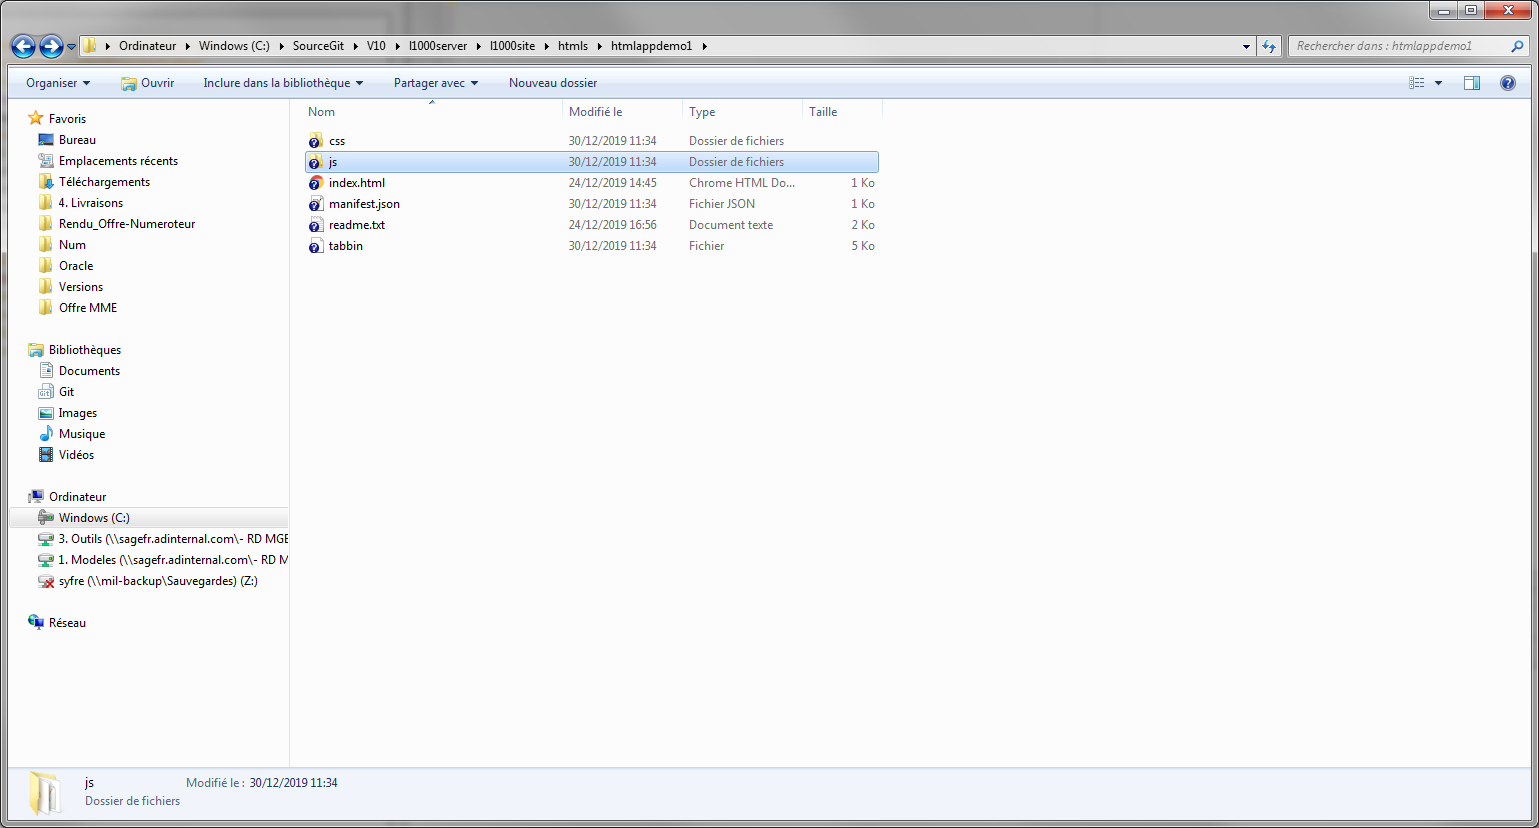 Ordinateur Windows (C:) SourceGit V10 l1000server l1000site htmls htmlappdemo1 Rechercher dans : htmlappdemo1
Organiser Ouvrir Inclure dans la bibliothèque Partager avec Nouveau dossier
Favoris
Bureau
Emplacements récents
Téléchargements
4. Livraisons
Rendu_Offre-Numeroteur
Num
Oracle
Versions
Offre MME
Bibliothèques
Documents
Git
Images
Musique
Vidéos
Ordinateur
Windows (C:)
3. Outils (\\sagefr.adinternal.com\- RD MGE
1. Modeles (\\sagefr.adinternal.com\- RD M
syfre (\\mil-backup\Sauvegardes) (Z:)
Réseau
Nom Modifié le Type Taille
css 30/12/2019 11:34 Dossier de fichiers
js 30/12/2019 11:34 Dossier de fichiers
index.html 24/12/2019 14:45 Chrome HTML Do... 1 Ko
manifest.json 30/12/2019 11:34 Fichier JSON 1 Ko
readme.txt 24/12/2019 16:56 Document texte 2 Ko
tabbin 30/12/2019 11:34 Fichier 5 Ko
js Modifié le : 30/12/2019 11:34
Dossier de fichiers